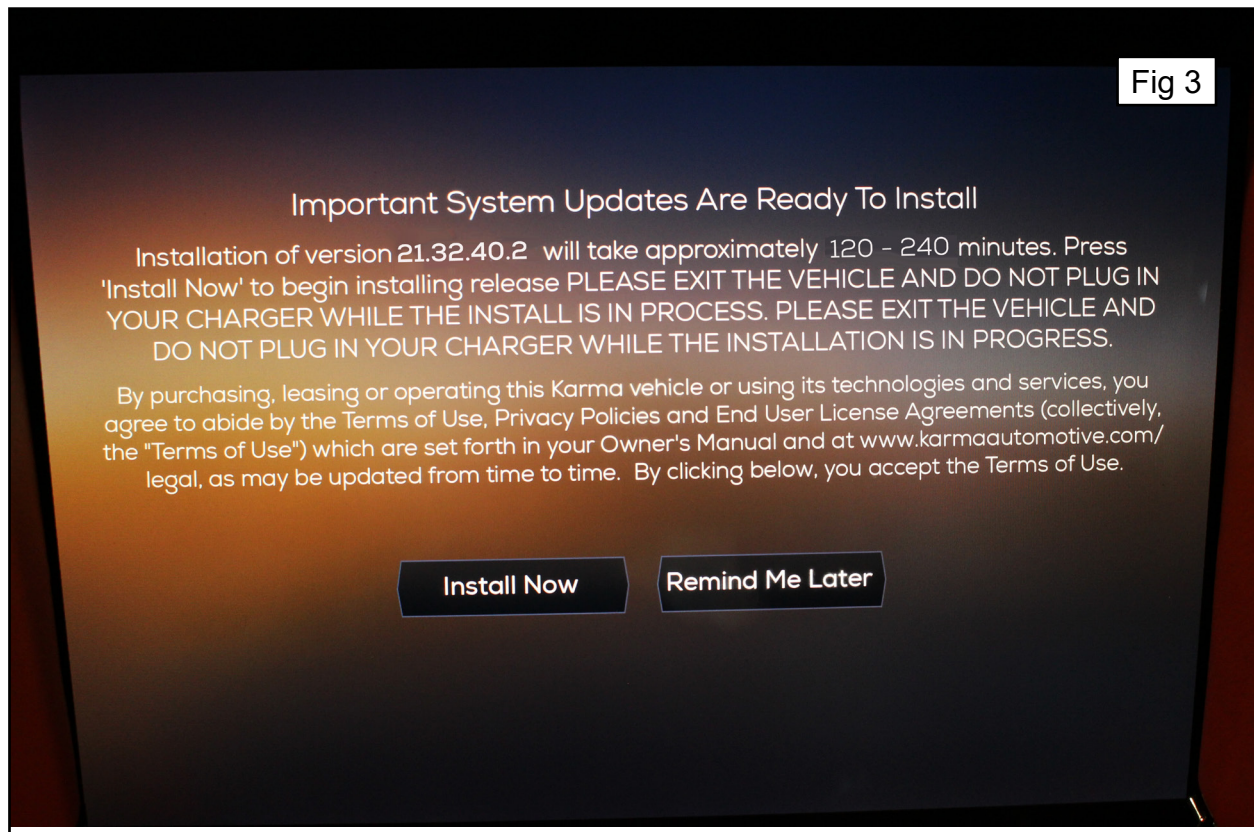 Fig 3
Important System Updates Are Ready To Install
Installation of version 21.32.40.2 will take approximately 120 - 240 minutes. Press
'Install Now' to begin installing release PLEASE EXIT THE VEHICLE AND DO NOT PLUG IN
YOUR CHARGER WHILE THE INSTALL IS IN PROCESS. PLEASE EXIT THE VEHICLE AND
DO NOT PLUG IN YOUR CHARGER WHILE THE INSTALLATION IS IN PROGRESS.
By purchasing, leasing or operating this Karma vehicle or using its technologies and services, you
agree to abide by the Terms of Use, Privacy Policies and End User License Agreements (collectively,
the "Terms of Use") which are set forth in your Owner's Manual and at www.karmaautomotive.com/
legal, as may be updated from time to time. By clicking below, you accept the Terms of Use.
Install Now
Remind Me Later